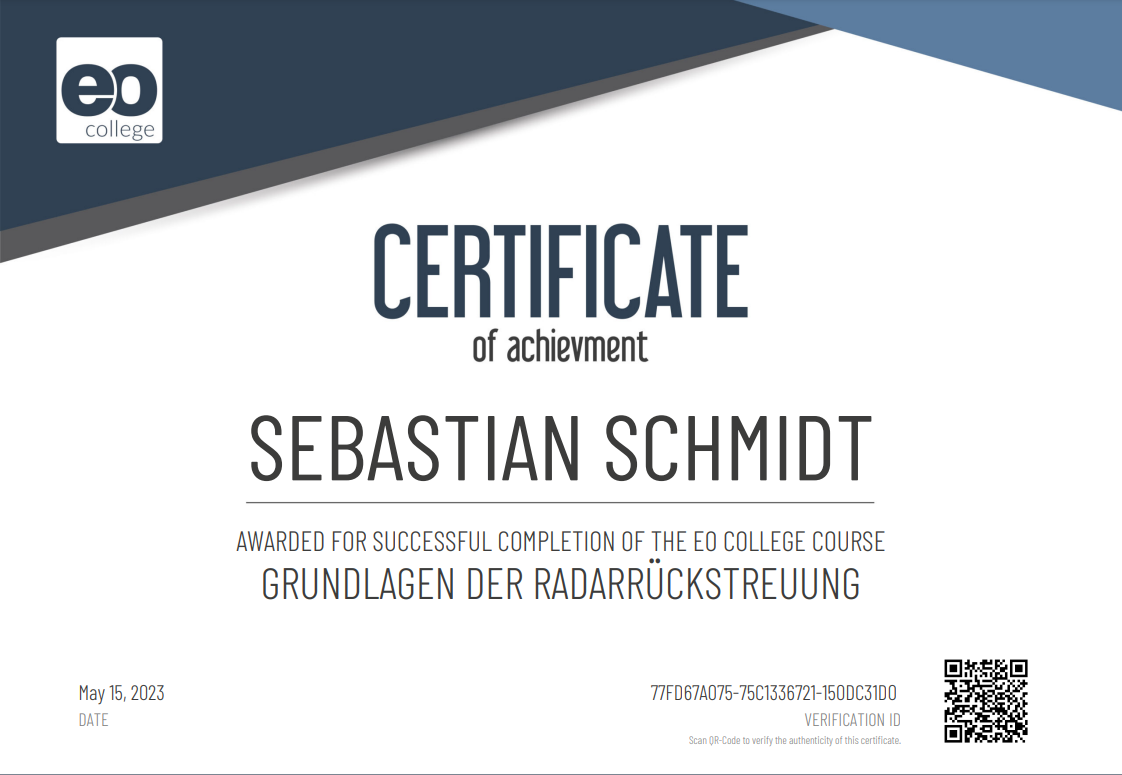 eo
college
CERTIFICATE
of achievment
SEBASTIAN SCHMIDT
AWARDED FOR SUCCESSFUL COMPLETION OF THE EO COLLEGE COURSE
GRUNDLAGEN DER RADARRÜCKSTREUUNG
May 15, 2023
DATE
77FD67A075-75C1336721-150DC31D0
VERIFICATION ID
Scan QR-Code to verify the authenticity of this certificate.